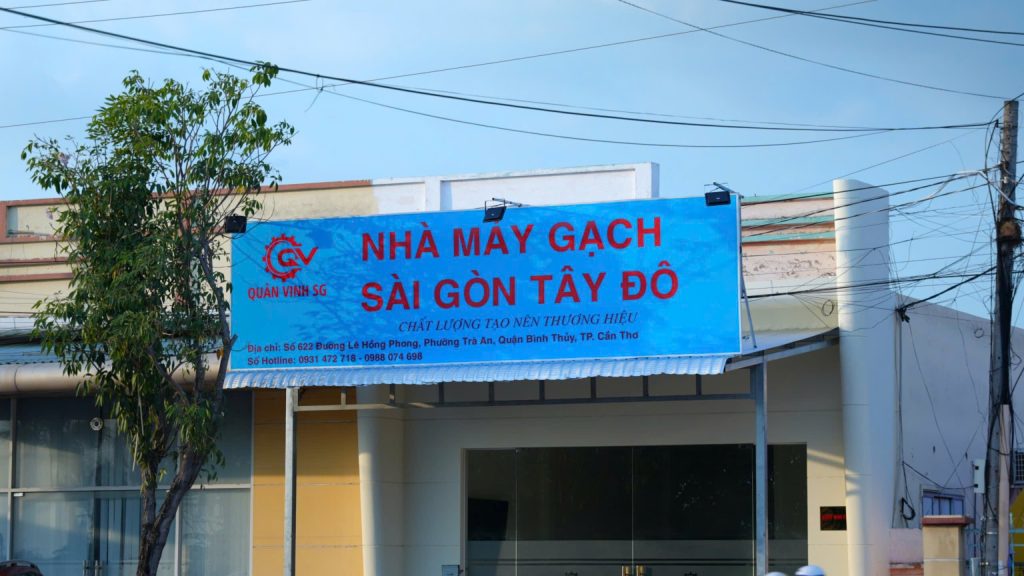 QUÂN VINH SG
NHÀ MÁY GẠCH
SÀI GÒN TÂY ĐÔ
CHẤT LƯỢNG TẠO NÊN THƯƠNG HIỆU
Địa chỉ: Số 622 Đường Lê Hồng Phong, Phường Trà An, Quận Bình Thủy, TP. Cần Thơ
Số Hotline: 0931 472 718 - 0988 074 698